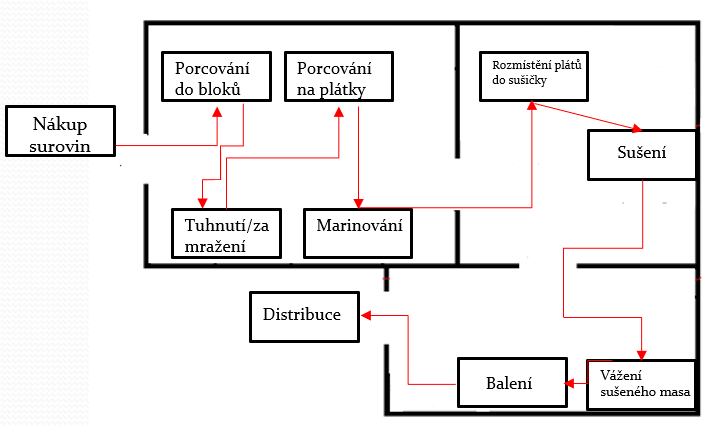 Nákup
surovin
Porcování
do bloků
Tuhnutí/za
mražení
Porcování
na plátky
Marinování
Rozmístění plátů
do sušičky
Sušení
Vážení
sušeného masa
Balení
Distribuce